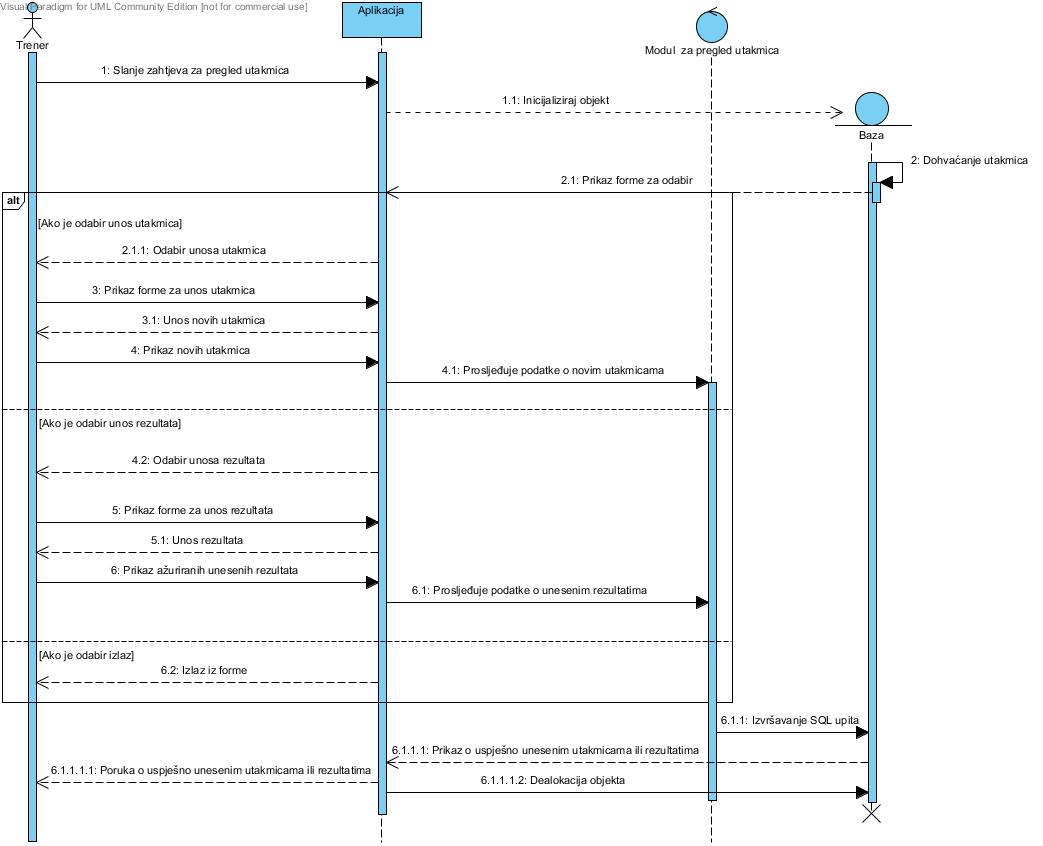 Visual Paradigm for UML Community Edition [not for commercial use]
Aplikacija
Trener
Modul za pregled utakmica
1: Slanje zahtjeva za pregled utakmica
1.1: Inicijaliziraj objekt
Baza
2: Dohvaćanje utakmica
2.1: Prikaz forme za odabir
alt
[Ako je odabir unos utakmica]
2.1.1: Odabir unosa utakmica
3: Prikaz forme za unos utakmica
3.1: Unos novih utakmica
4: Prikaz novih utakmica
4.1: Prosljeđuje podatke o novim utakmicama
[Ako je odabir unos rezultata]
4.2: Odabir unosa rezultata
5: Prikaz forme za unos rezultata
5.1: Unos rezultata
6: Prikaz ažuriranih unesenih rezultata
6.1: Prosljeđuje podatke o unesenim rezultatima
[Ako je odabir izlaz]
6.2: Izlaz iz forme
6.1.1: Izvršavanje SQL upita
6.1.1.1: Prikaz o uspješno unesenim utakmicama ili rezultatima
6.1.1.1.1: Poruka o uspješno unesenim utakmicama ili rezultatima
6.1.1.1.2: Dealokacija objekta